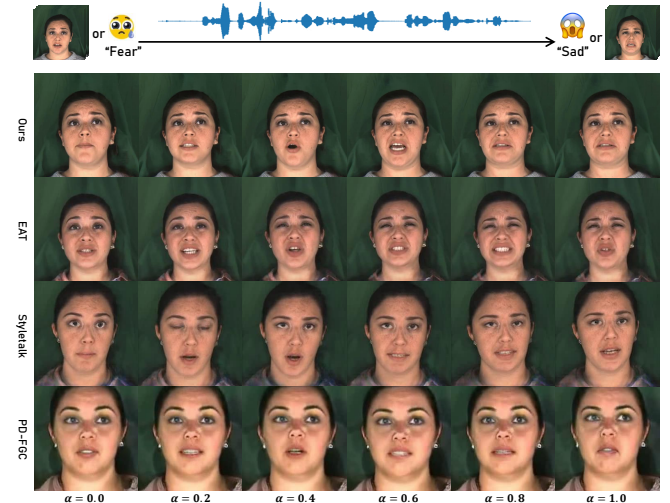 or
or
"Fear"
"Sad"
Ours
EAT
Styletalk
PD-FGC
α = 0.0
α = 0.2
α = 0.4
α = 0.6
α = 0.8
α = 1.0